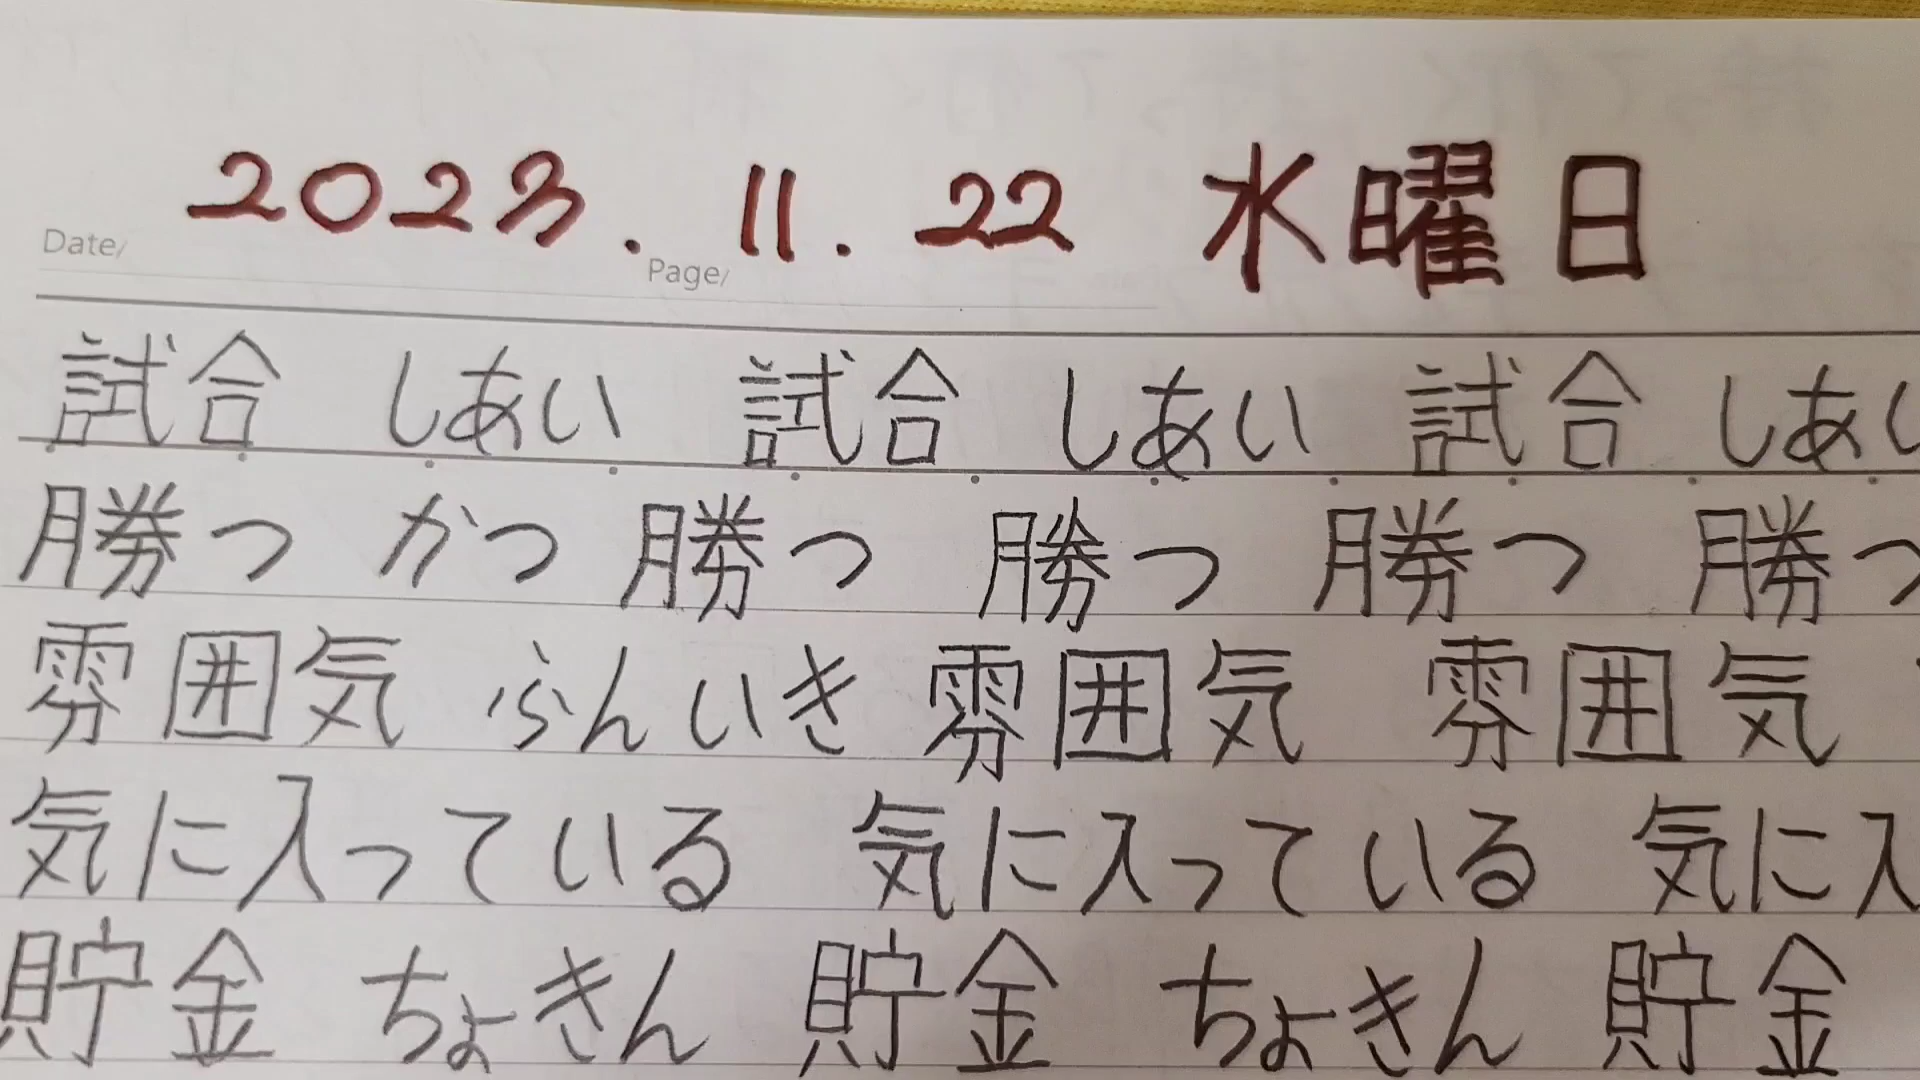 2023. 11. 22 水曜日
Date/
Page/
試合 しあい 試合 しあい 試合 しあい
勝つ かつ 勝つ 勝つ 勝つ 勝つ
雰囲気 ふんいき 雰囲気 雰囲気
気に入っている 気に入っている 気に入
貯金 ちょきん 貯金 ちょきん 貯金